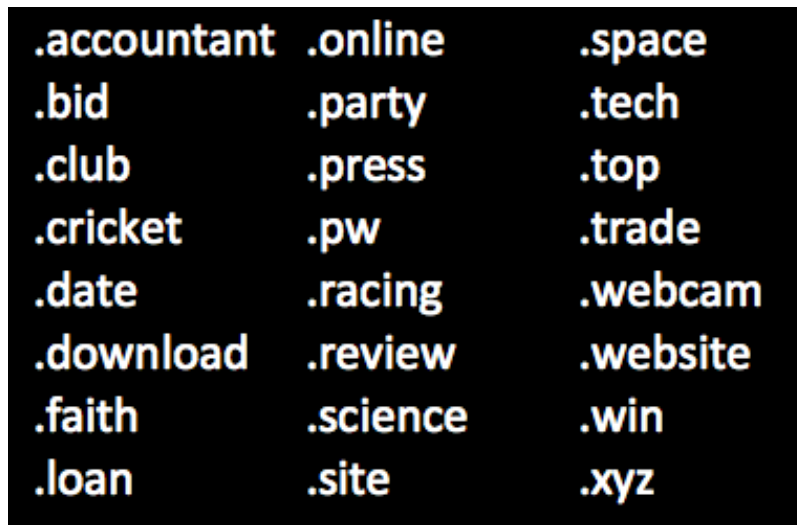 .accountant .online .space
.bid .party .tech
.club .press .top
.cricket .pw .trade
.date .racing .webcam
.download .review .website
.faith .science .win
.loan .site .xyz